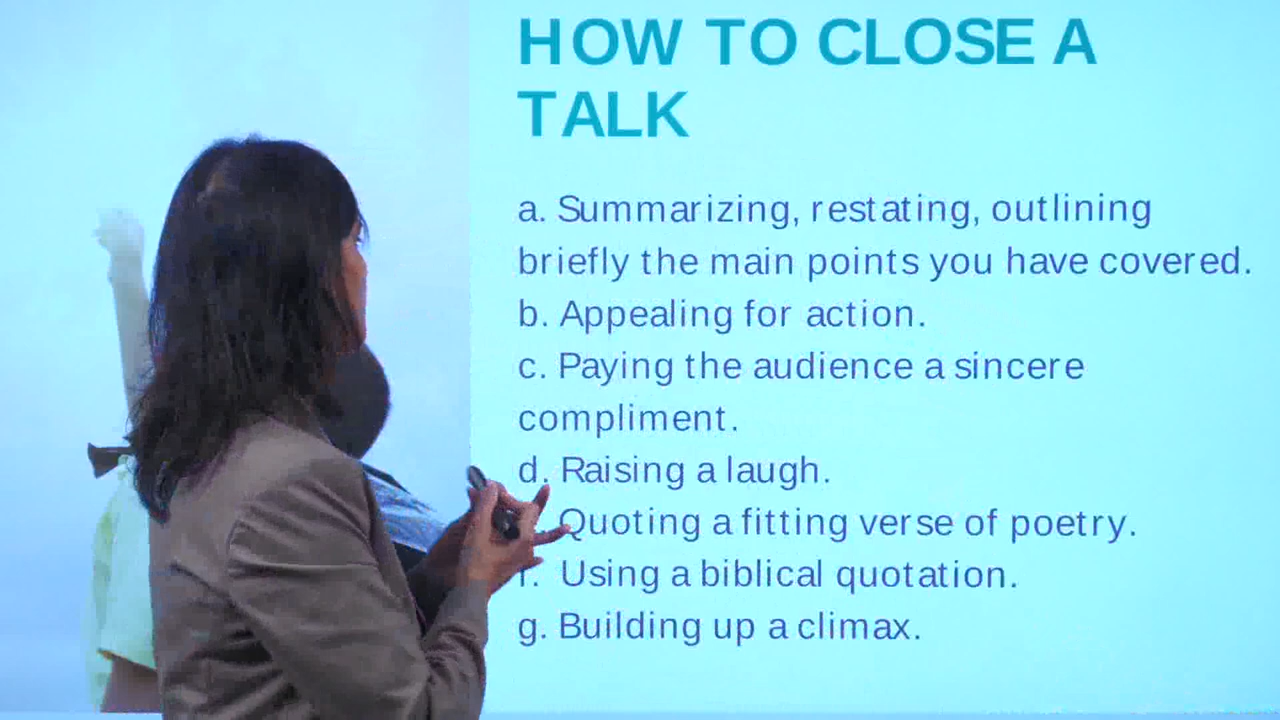 HOW TO CLOSE A
TALK
a. Summarizing, restating, outlining
briefly the main points you have covered.
b. Appealing for action.
c. Paying the audience a sincere
compliment.
d. Raising a laugh.
Quoting a fitting verse of poetry.
f. Using a biblical quotation.
g. Building up a climax.